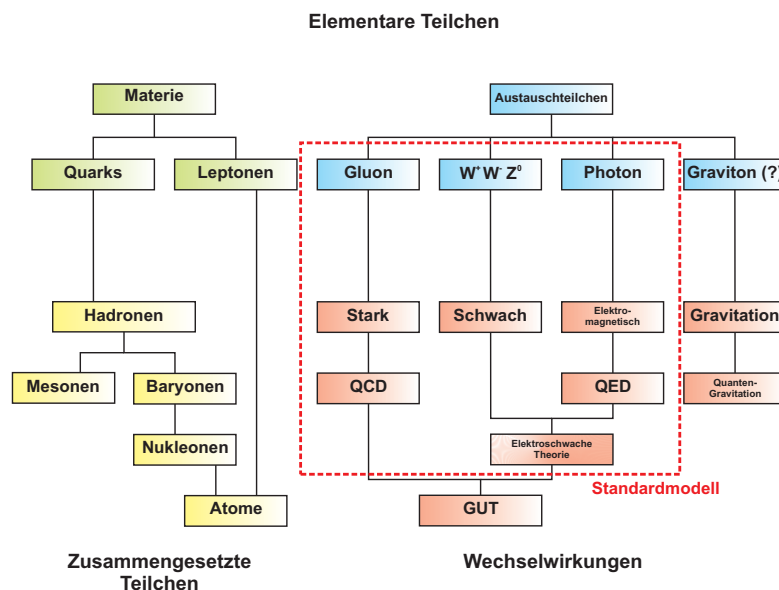 Elementare Teilchen
Materie
Austauschteilchen
Quarks
Leptonen
Gluon
W⁺ W⁻ Z⁰
Photon
Graviton (?)
Hadronen
Stark
Schwach
Elektro-
magnetisch
Gravitation
Mesonen
Baryonen
QCD
QED
Quanten-
Gravitation
Nukleonen
Elektroschwache
Theorie
Standardmodell
Atome
GUT
Zusammengesetzte
Teilchen
Wechselwirkungen